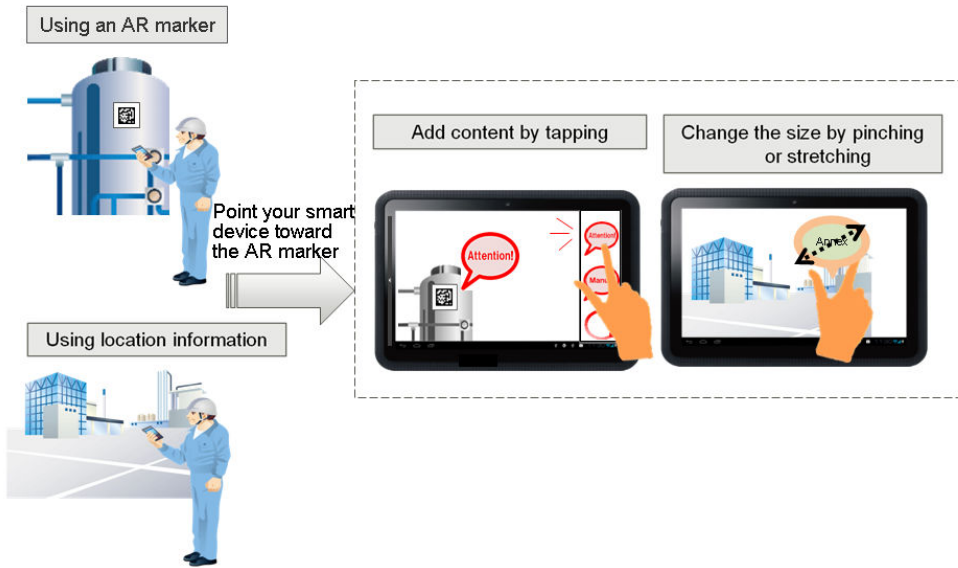 Using an AR marker
Point your smart
device toward
the AR marker
Using location information
Add content by tapping
Attention!
Attention!
Change the size by pinching
or stretching
Annex